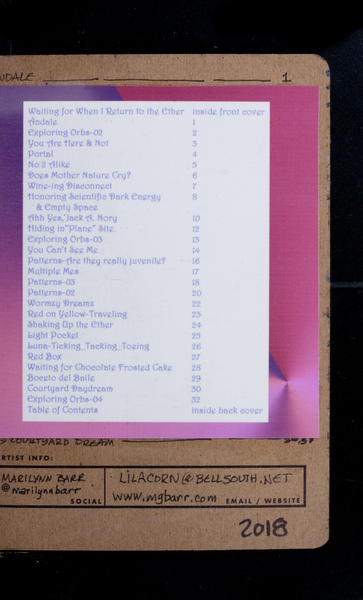 NDALE 1
Waiting for When I Return to the Ether inside front cover
Andale 1
Exploring Orbs-02 2
You Are Here & Not 3
Portal 4
No 2 Alike 5
Does Mother Nature Cry? 6
Wine-ing Disconnect 7
Honoring Scientific Dark Energy 8
& Empty Space
Ahh Yes, Jack A. Nory 10
Hiding in "Plane" Site 12
Exploring Orbs-03 13
You Can't See Me 14
Patterns-Are they really juvenile? 16
Multiple Mes 17
Patterns-03 18
Patterns-02 20
Wormzy Dreamz 22
Red on Yellow-Traveling 23
Shaking Up the Ether 24
Light Pocket 25
Luna-Ticking_Tacking_Toeing 26
Red Box 27
Waiting for Chocolate Frosted Cake 28
Boceto del Baile 29
Courtyard Daydream 30
Exploring Orbs-04 32
Table of Contents inside back cover
COURTYARD DREAM
RTIST INFO:
MARILYNN BARR LILACORN@BELLSOUTH.NET
@marilynnbarr www.mgbarr.com
SOCIAL EMAIL / WEBSITE
2018